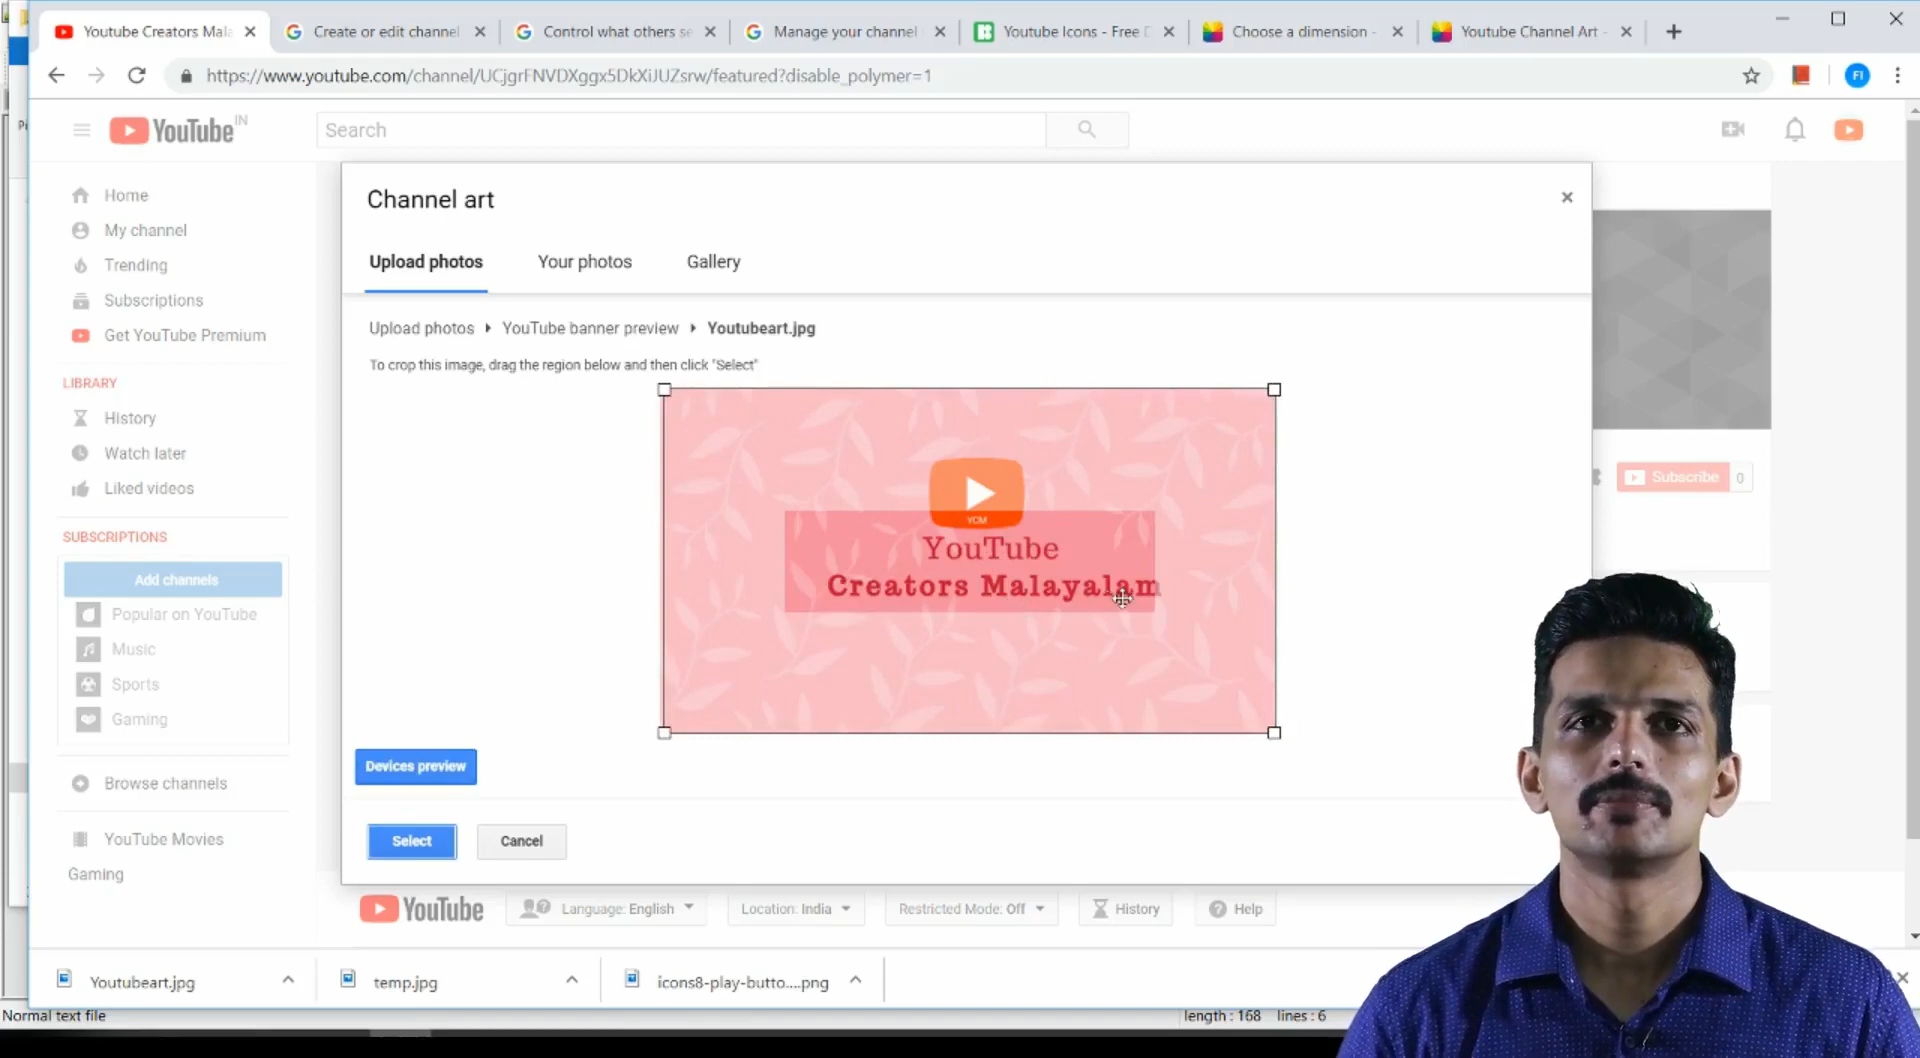 Youtube Creators Mala
Create or edit channel
Control what others se
Manage your channel
Youtube Icons - Free D
Choose a dimension -
Youtube Channel Art -
https://www.youtube.com/channel/UCjgrFNVDXggx5DkXiJUZsrw/featured?disable_polymer=1
FI
YouTube IN
Search
Home
My channel
Trending
Subscriptions
Get YouTube Premium
LIBRARY
History
Watch later
Liked videos
SUBSCRIPTIONS
Add channels
Popular on YouTube
Music
Sports
Gaming
Browse channels
YouTube Movies
Gaming
Channel art
Upload photos
Your photos
Gallery
Upload photos
YouTube banner preview
Youtubeart.jpg
To crop this image, drag the region below and then click "Select"
YCM
YouTube
Creators Malayalam
Devices preview
Select
Cancel
Subscribe 0
YouTube
Language: English
Location: India
Restricted Mode: Off
History
Help
Youtubeart.jpg
temp.jpg
icons8-play-butto....png
Normal text file
length : 168 lines : 6